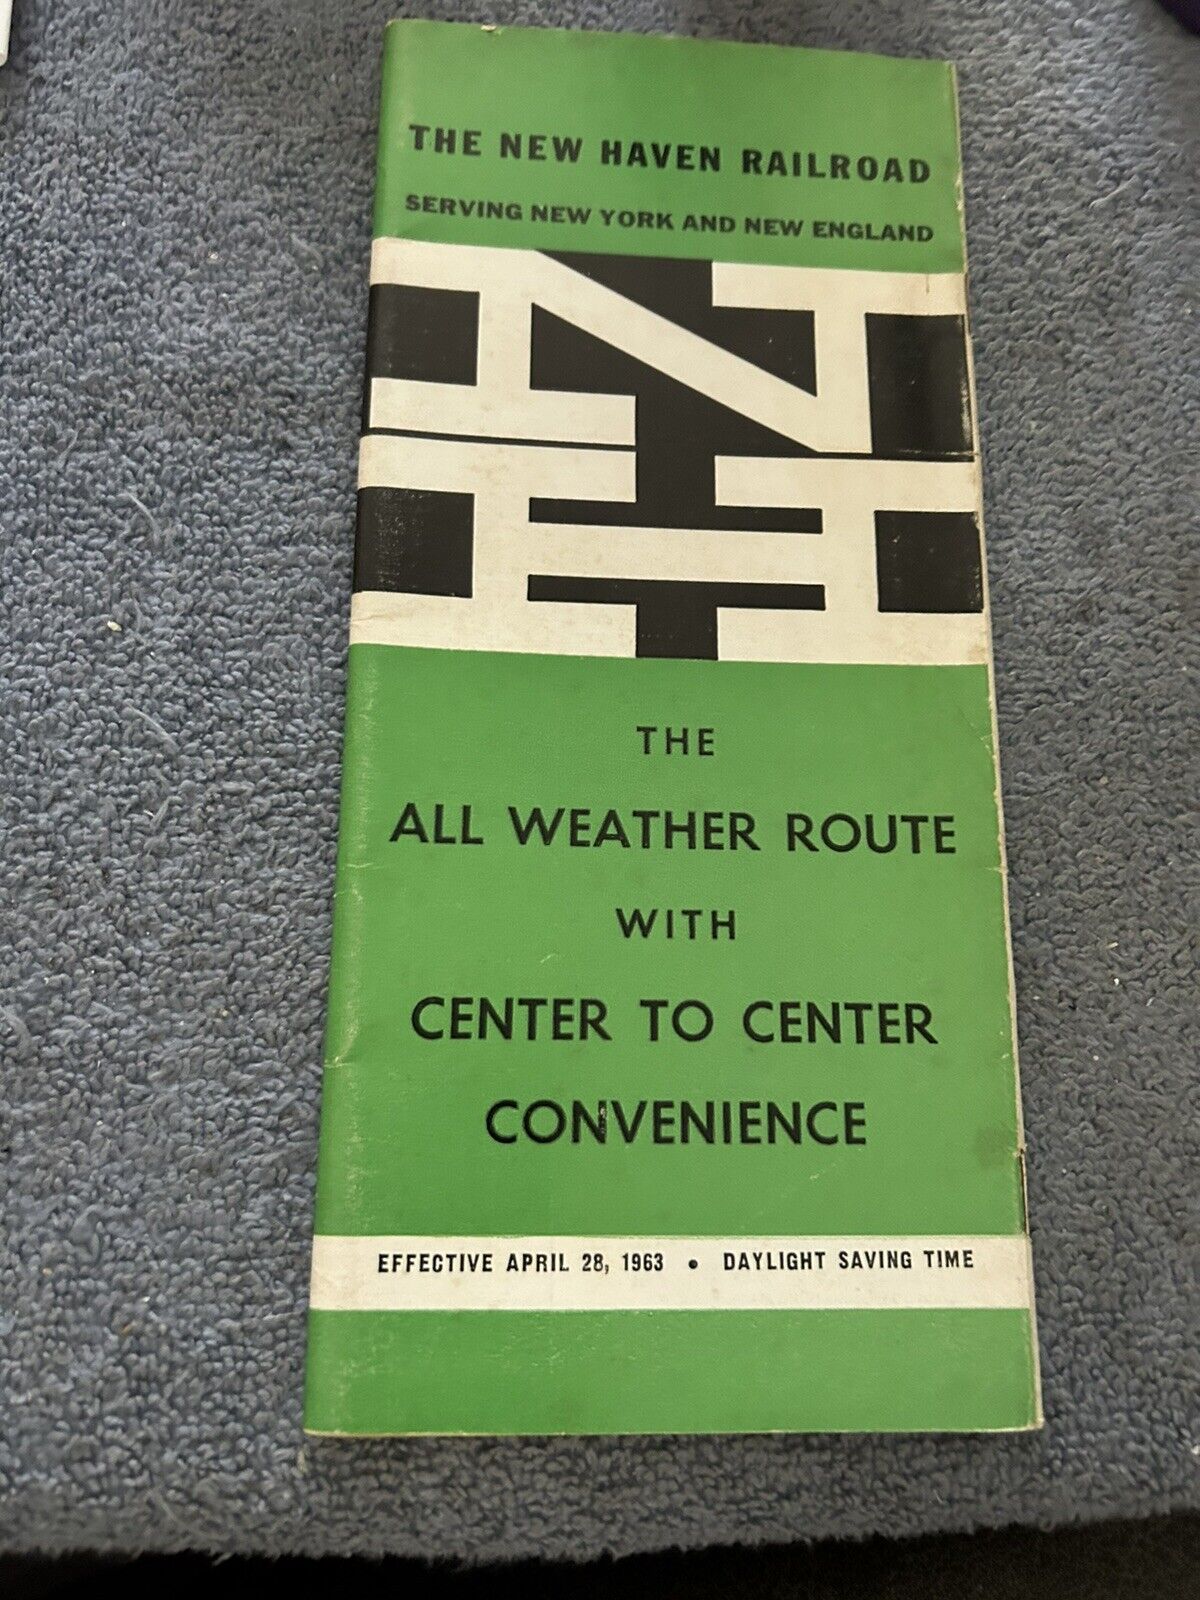 THE NEW HAVEN RAILROAD
SERVING NEW YORK AND NEW ENGLAND
N
H
THE
ALL WEATHER ROUTE
WITH
CENTER TO CENTER
CONVENIENCE
EFFECTIVE APRIL 28, 1963 • DAYLIGHT SAVING TIME